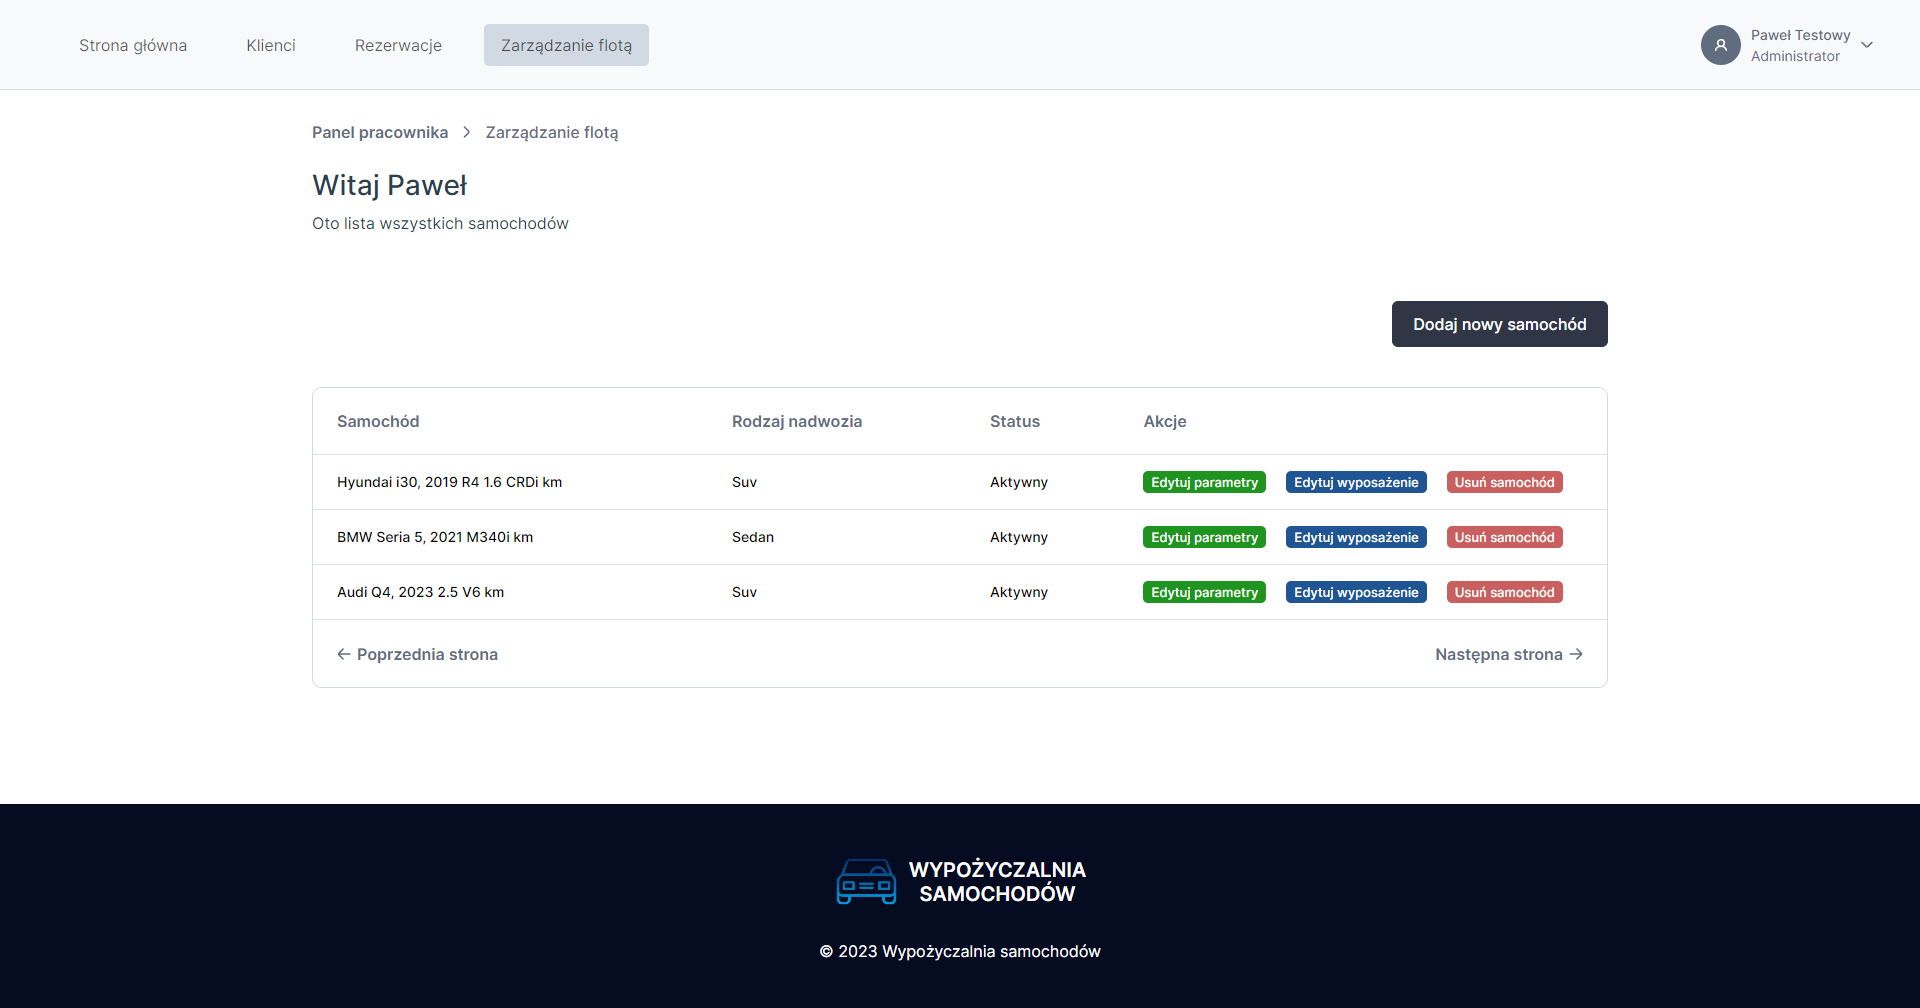 Strona główna Klienci Rezerwacje Zarządzanie flotą
Paweł Testowy
Administrator
Panel pracownika Zarządzanie flotą
Witaj Paweł
Oto lista wszystkich samochodów
Dodaj nowy samochód
Samochód Rodzaj nadwozia Status Akcje
Hyundai i30, 2019 R4 1.6 CRDi km Suv Aktywny Edytuj parametry Edytuj wyposażenie Usuń samochód
BMW Seria 5, 2021 M340i km Sedan Aktywny Edytuj parametry Edytuj wyposażenie Usuń samochód
Audi Q4, 2023 2.5 V6 km Suv Aktywny Edytuj parametry Edytuj wyposażenie Usuń samochód
← Poprzednia strona Następna strona →
WYPOŻYCZALNIA
SAMOCHODÓW
© 2023 Wypożyczalnia samochodów